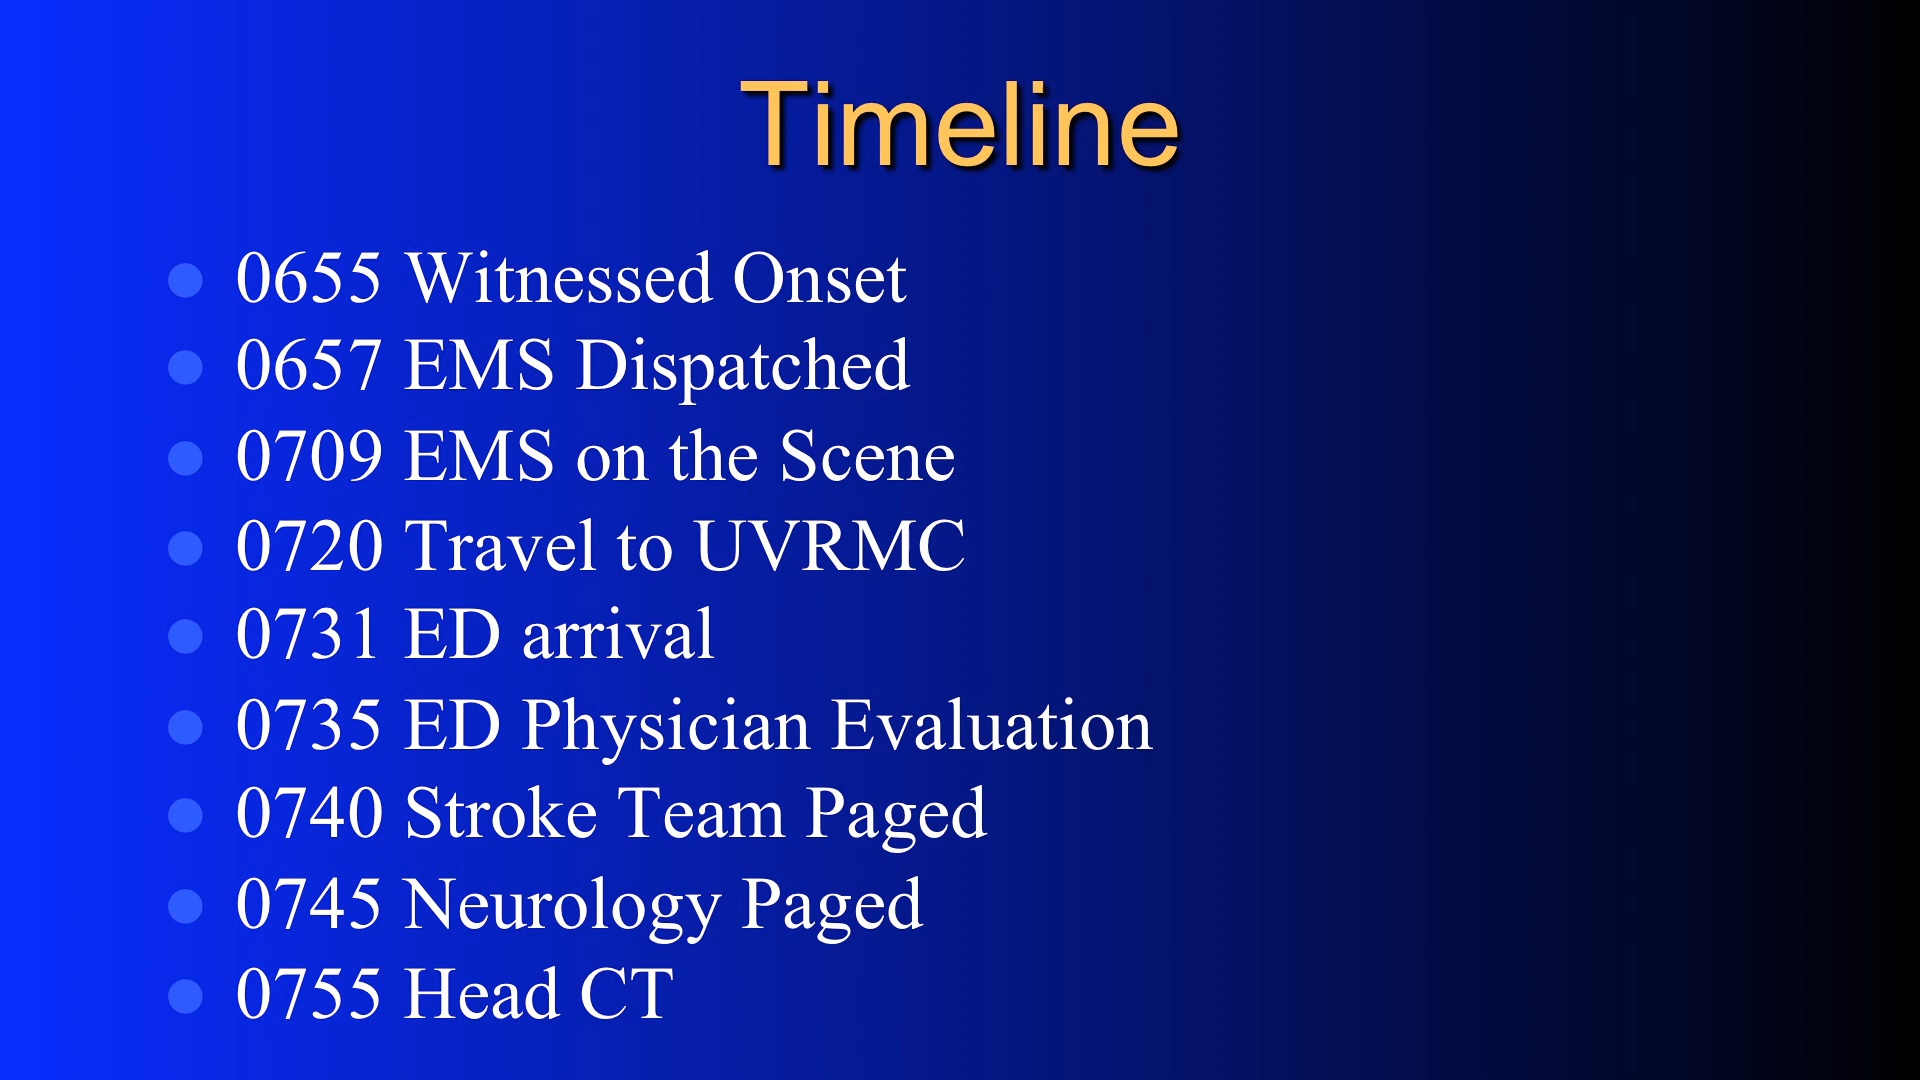 Timeline
0655 Witnessed Onset
0657 EMS Dispatched
0709 EMS on the Scene
0720 Travel to UVRMC
0731 ED arrival
0735 ED Physician Evaluation
0740 Stroke Team Paged
0745 Neurology Paged
0755 Head CT